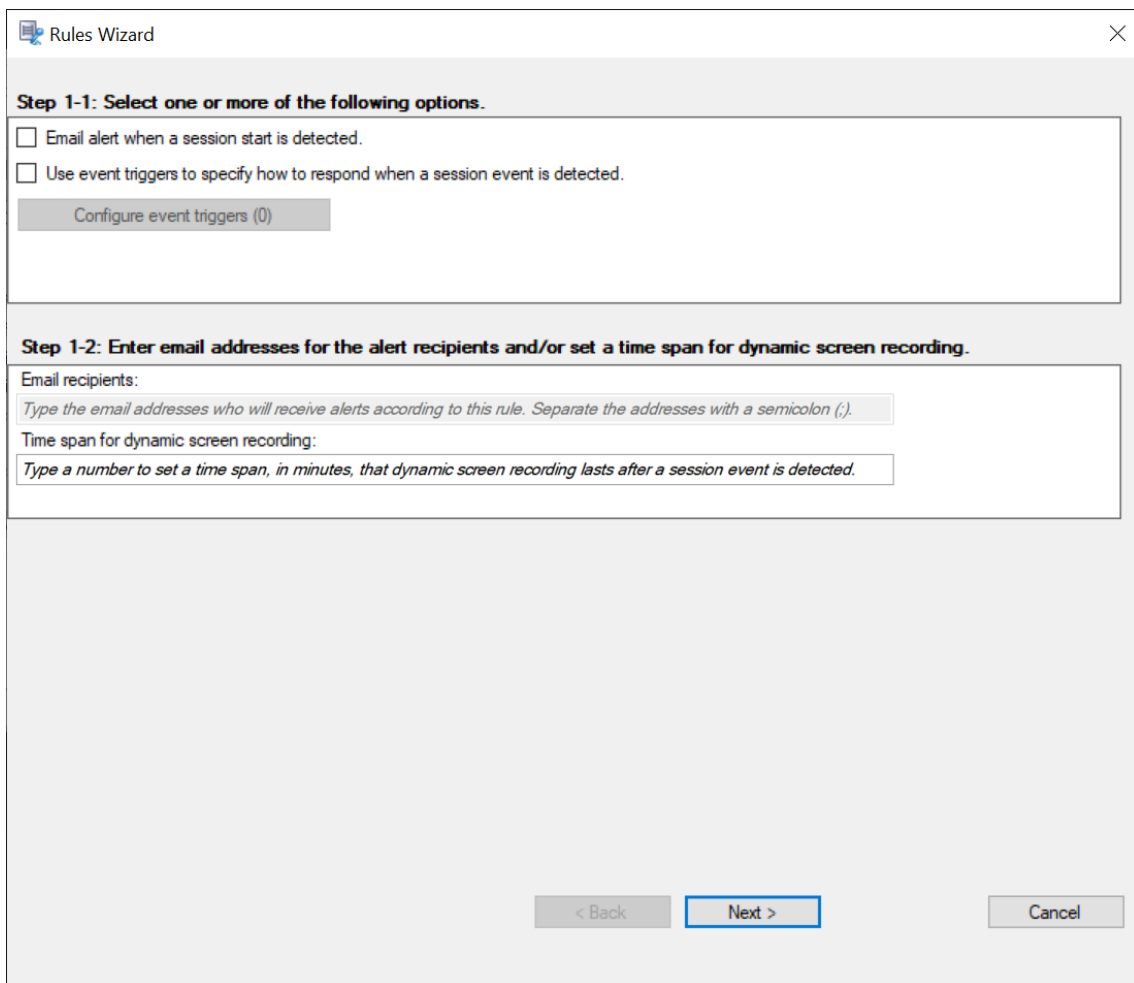 Rules Wizard
Step 1-1: Select one or more of the following options.
Email alert when a session start is detected.
Use event triggers to specify how to respond when a session event is detected.
Configure event triggers (0)
Step 1-2: Enter email addresses for the alert recipients and/or set a time span for dynamic screen recording.
Email recipients:
Type the email addresses who will receive alerts according to this rule. Separate the addresses with a semicolon (;).
Time span for dynamic screen recording:
Type a number to set a time span, in minutes, that dynamic screen recording lasts after a session event is detected.
< Back
Next >
Cancel